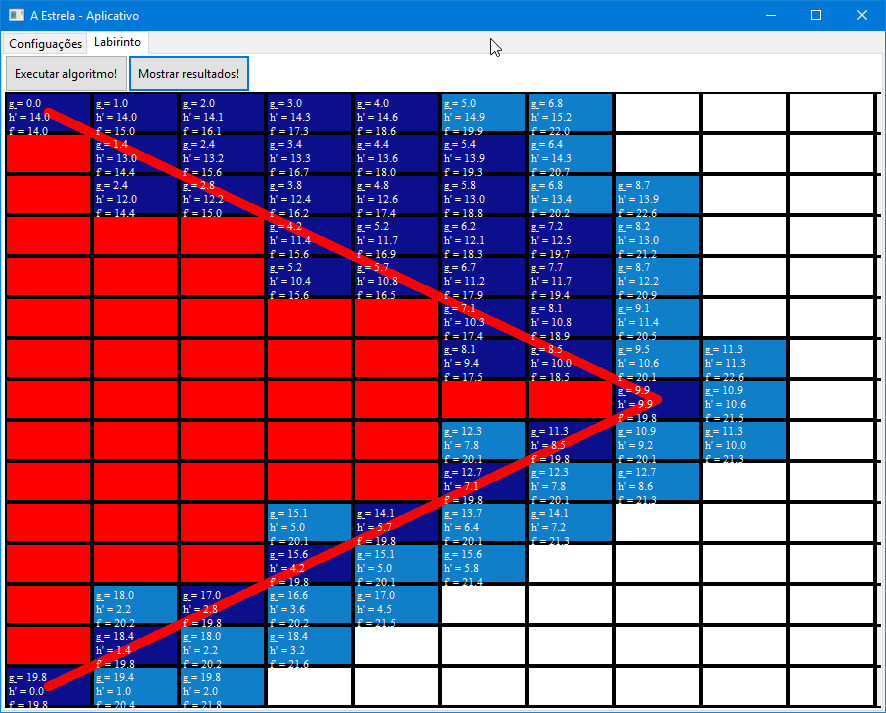 A Estrela - Aplicativo
Configuações Labirinto
Executar algoritmo! Mostrar resultados!
g = 0.0 g = 1.0 g = 2.0 g = 3.0 g = 4.0 g = 5.0 g = 6.8
h' = 14.0 h' = 14.0 h' = 14.1 h' = 14.3 h' = 14.6 h' = 14.9 h' = 15.2
f' = 14.0 f' = 15.0 f' = 16.1 f' = 17.3 f' = 18.6 f' = 19.9 f' = 22.0
g = 1.4 g = 2.4 g = 3.4 g = 4.4 g = 5.4 g = 6.4
h' = 13.0 h' = 13.2 h' = 13.3 h' = 13.6 h' = 13.9 h' = 14.3
f' = 14.4 f' = 15.6 f' = 16.7 f' = 18.0 f' = 19.3 f' = 20.7
g = 2.4 g = 2.8 g = 3.8 g = 4.8 g = 5.8 g = 6.8 g = 8.7
h' = 12.0 h' = 12.2 h' = 12.4 h' = 12.6 h' = 13.0 h' = 13.4 h' = 13.9
f' = 14.4 f' = 15.0 f' = 16.2 f' = 17.4 f' = 18.8 f' = 20.2 f' = 22.6
g = 4.2 g = 5.2 g = 6.2 g = 7.2 g = 8.2
h' = 11.4 h' = 11.7 h' = 12.1 h' = 12.5 h' = 13.0
f' = 15.6 f' = 16.9 f' = 18.3 f' = 19.7 f' = 21.2
g = 5.2 g = 5.7 g = 6.7 g = 7.7 g = 8.7
h' = 10.4 h' = 10.8 h' = 11.2 h' = 11.7 h' = 12.2
f' = 15.6 f' = 16.5 f' = 17.9 f' = 19.4 f' = 20.9
g = 7.1 g = 8.1 g = 9.1
h' = 10.3 h' = 10.8 h' = 11.4
f' = 17.4 f' = 18.9 f' = 20.5
g = 8.1 g = 8.5 g = 9.5 g = 11.3
h' = 9.4 h' = 10.0 h' = 10.6 h' = 11.3
f' = 17.5 f' = 18.5 f' = 20.1 f' = 22.6
g = 9.9 g = 10.9
h' = 9.9 h' = 10.6
f' = 19.8 f' = 21.5
g = 12.3 g = 11.3 g = 10.9 g = 11.3
h' = 7.8 h' = 8.5 h' = 9.2 h' = 10.0
f' = 20.1 f' = 19.8 f' = 20.1 f' = 21.3
g = 12.7 g = 12.3 g = 12.7
h' = 7.1 h' = 7.8 h' = 8.6
f' = 19.8 f' = 20.1 f' = 21.3
g = 15.1 g = 14.1 g = 13.7 g = 14.1
h' = 5.0 h' = 5.7 h' = 6.4 h' = 7.2
f' = 20.1 f' = 19.8 f' = 20.1 f' = 21.3
g = 15.6 g = 15.1 g = 15.6
h' = 4.2 h' = 5.0 h' = 5.8
f' = 19.8 f' = 20.1 f' = 21.4
g = 18.0 g = 17.0 g = 16.6 g = 17.0
h' = 2.2 h' = 2.8 h' = 3.6 h' = 4.5
f' = 20.2 f' = 19.8 f' = 20.2 f' = 21.5
g = 18.4 g = 18.0 g = 18.4
h' = 1.4 h' = 2.2 h' = 3.2
f' = 19.8 f' = 20.2 f' = 21.6
g = 19.8 g = 19.4 g = 19.8
h' = 0.0 h' = 1.0 h' = 2.0
f' = 19.8 f' = 20.4 f' = 21.8